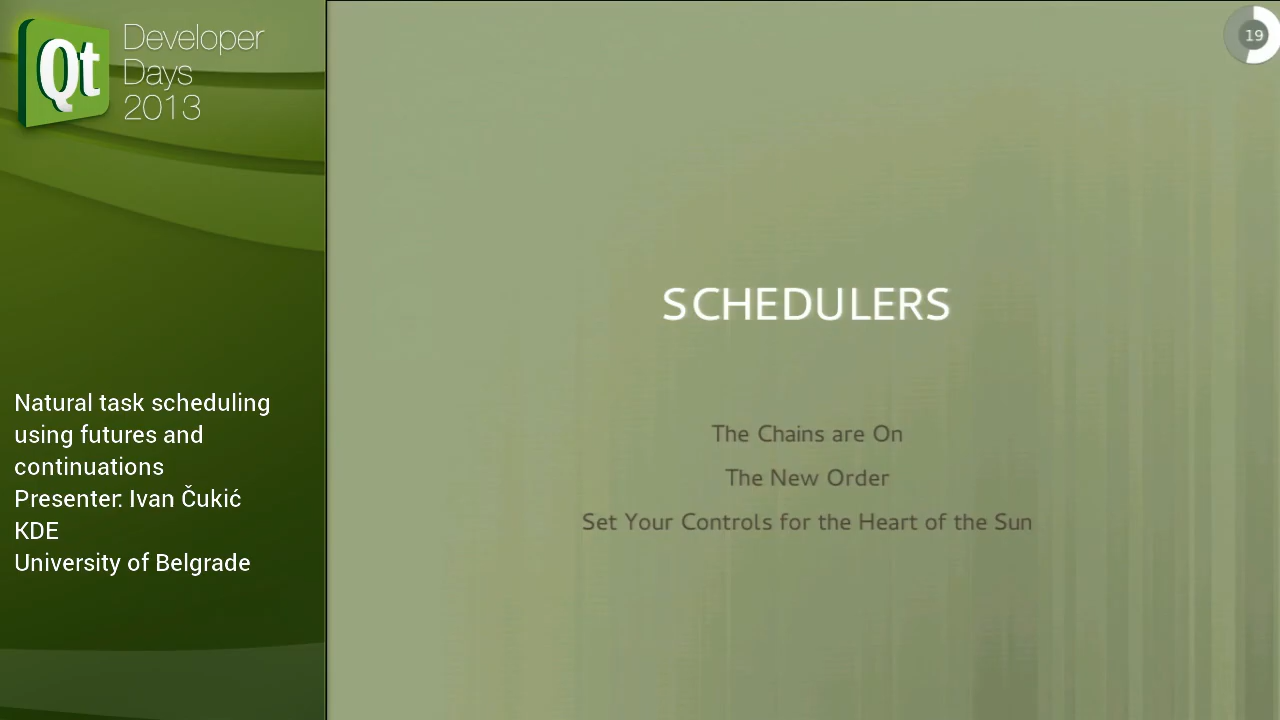 Qt
Developer
Days
2013
19
SCHEDULERS
The Chains are On
The New Order
Set Your Controls for the Heart of the Sun
Natural task scheduling
using futures and
continuations
Presenter: Ivan Čukić
KDE
University of Belgrade